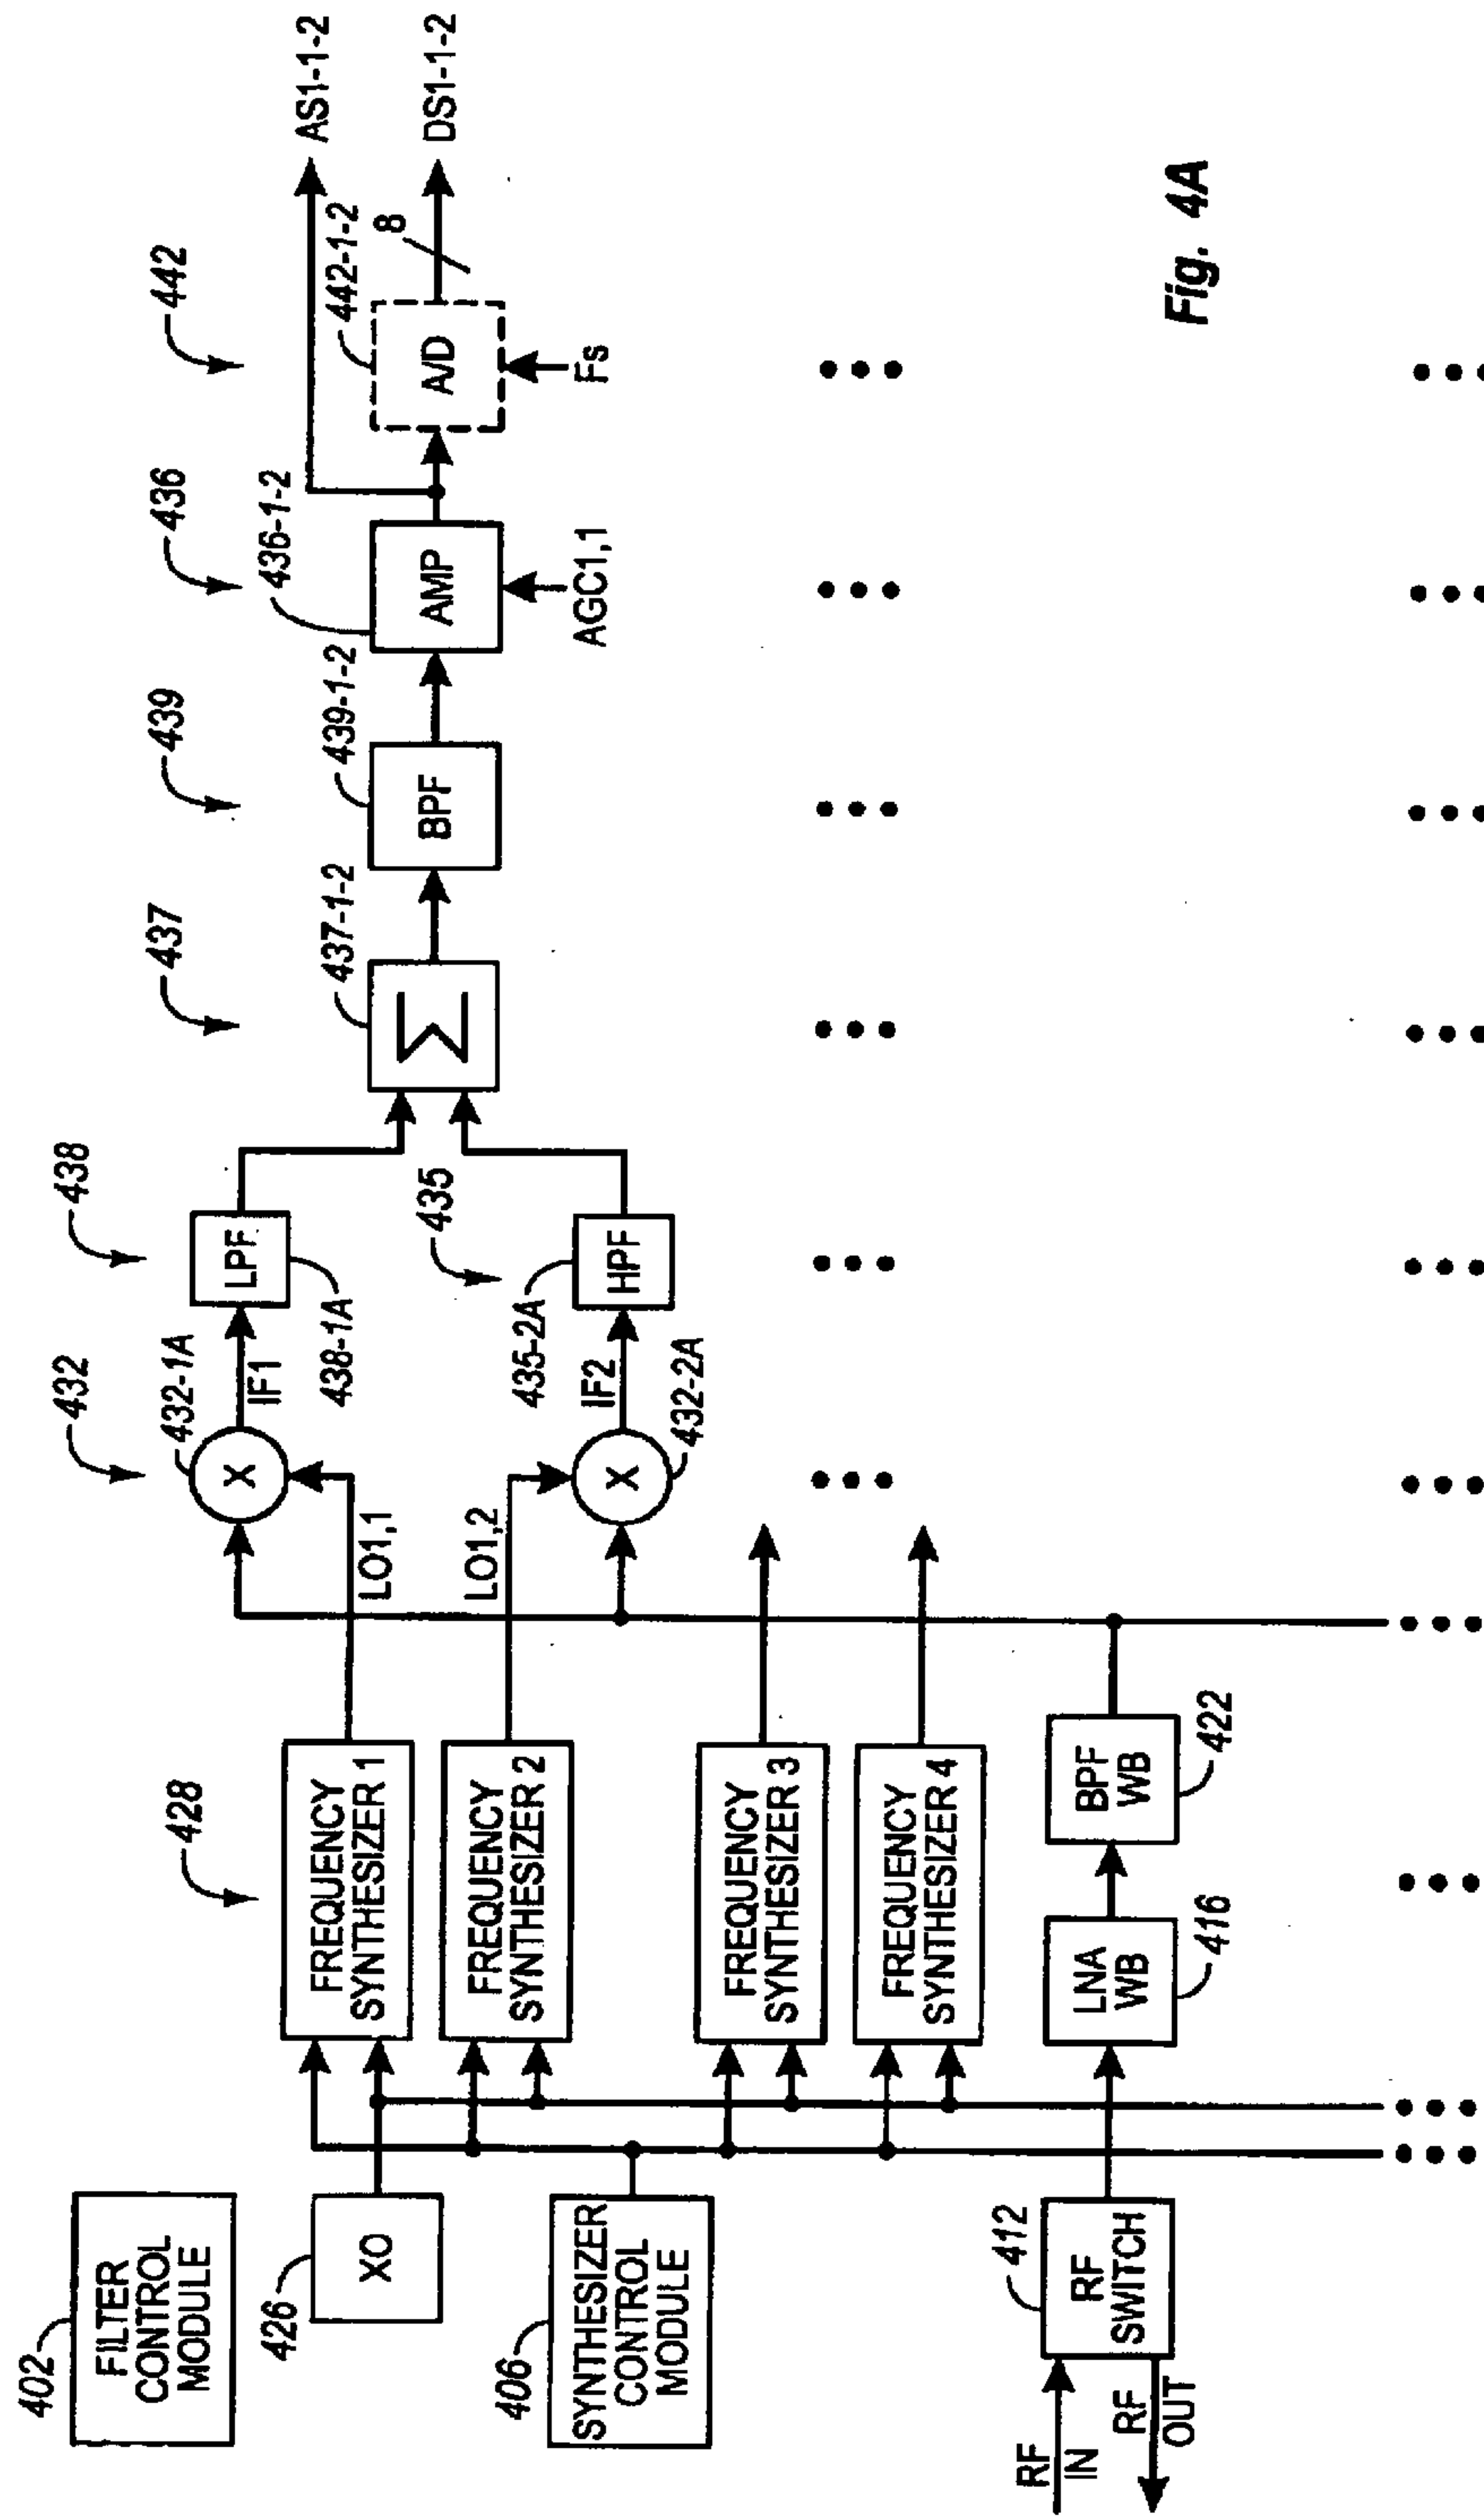 402
FILTER
CONTROL
MODULE
426
XO
406
SYNTHESIZER
CONTROL
MODULE
RF
IN
RF
OUT
412
RF
SWITCH
428
FREQUENCY
SYNTHESIZER 1
FREQUENCY
SYNTHESIZER 2
FREQUENCY
SYNTHESIZER 3
FREQUENCY
SYNTHESIZER 4
LNA
WB
416
BPF
WB
422
LO1,1
LO1,2
432
432-1A
X
IF1
X
IF2
432-2A
438
LPF
438-1A
435
435-2A
HPF
437
437-1-2
Σ
439
439-1-2
BPF
436
436-1-2
AMP
AGC1,1
442
442-1-2
A/D
Fs
8
AS1-1-2
DS1-1-2
Fig. 4A